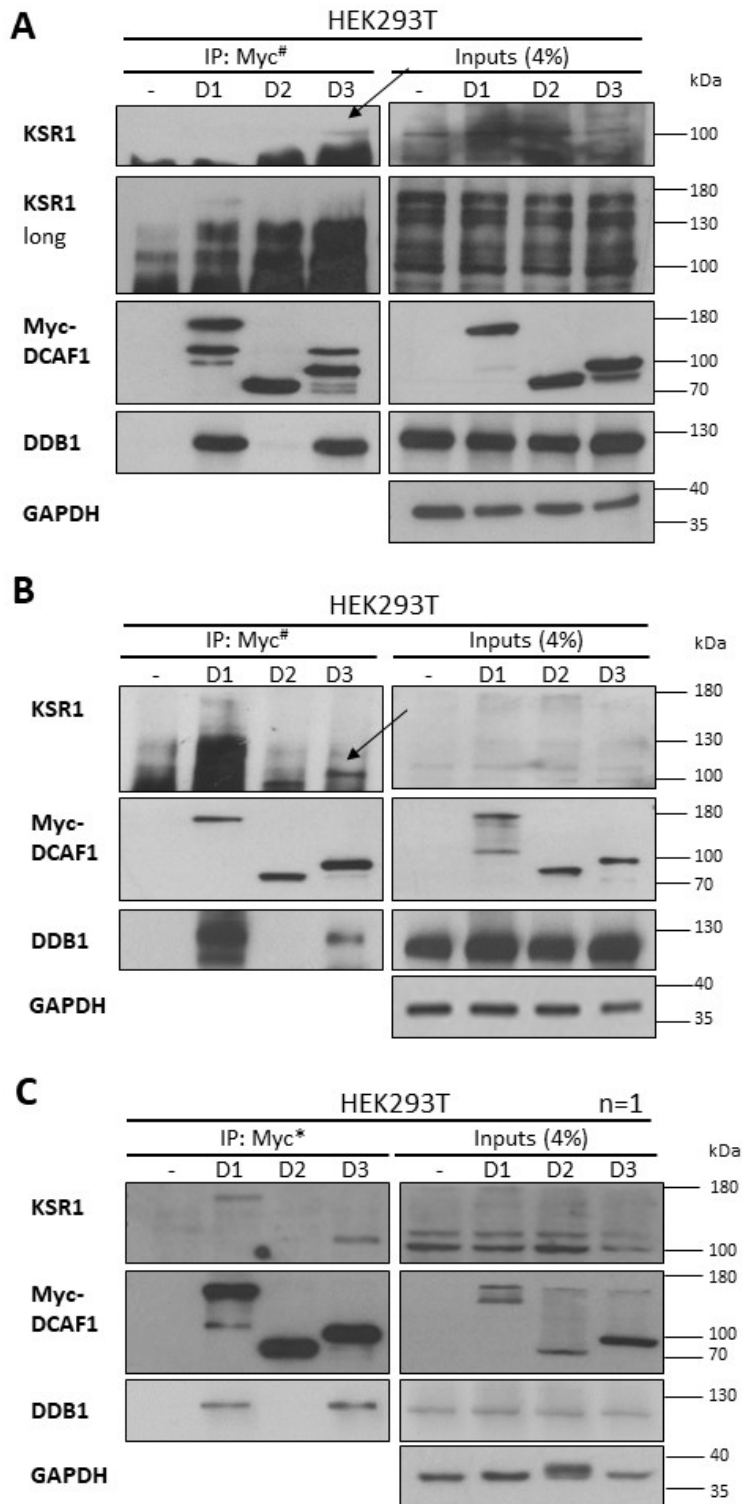 A
HEK293T
IP: Myc# Inputs (4%)
kDa
- D1 D2 D3 - D1 D2 D3
KSR1
100
KSR1
long
180
130
100
Myc-
DCAF1
180
100
70
DDB1
130
GAPDH
40
35
B
HEK293T
IP: Myc# Inputs (4%)
kDa
- D1 D2 D3 - D1 D2 D3
KSR1
180
130
100
Myc-
DCAF1
180
100
70
DDB1
130
GAPDH
40
35
C
HEK293T n=1
IP: Myc* Inputs (4%)
kDa
- D1 D2 D3 - D1 D2 D3
KSR1
180
100
Myc-
DCAF1
180
100
70
DDB1
130
GAPDH
40
35